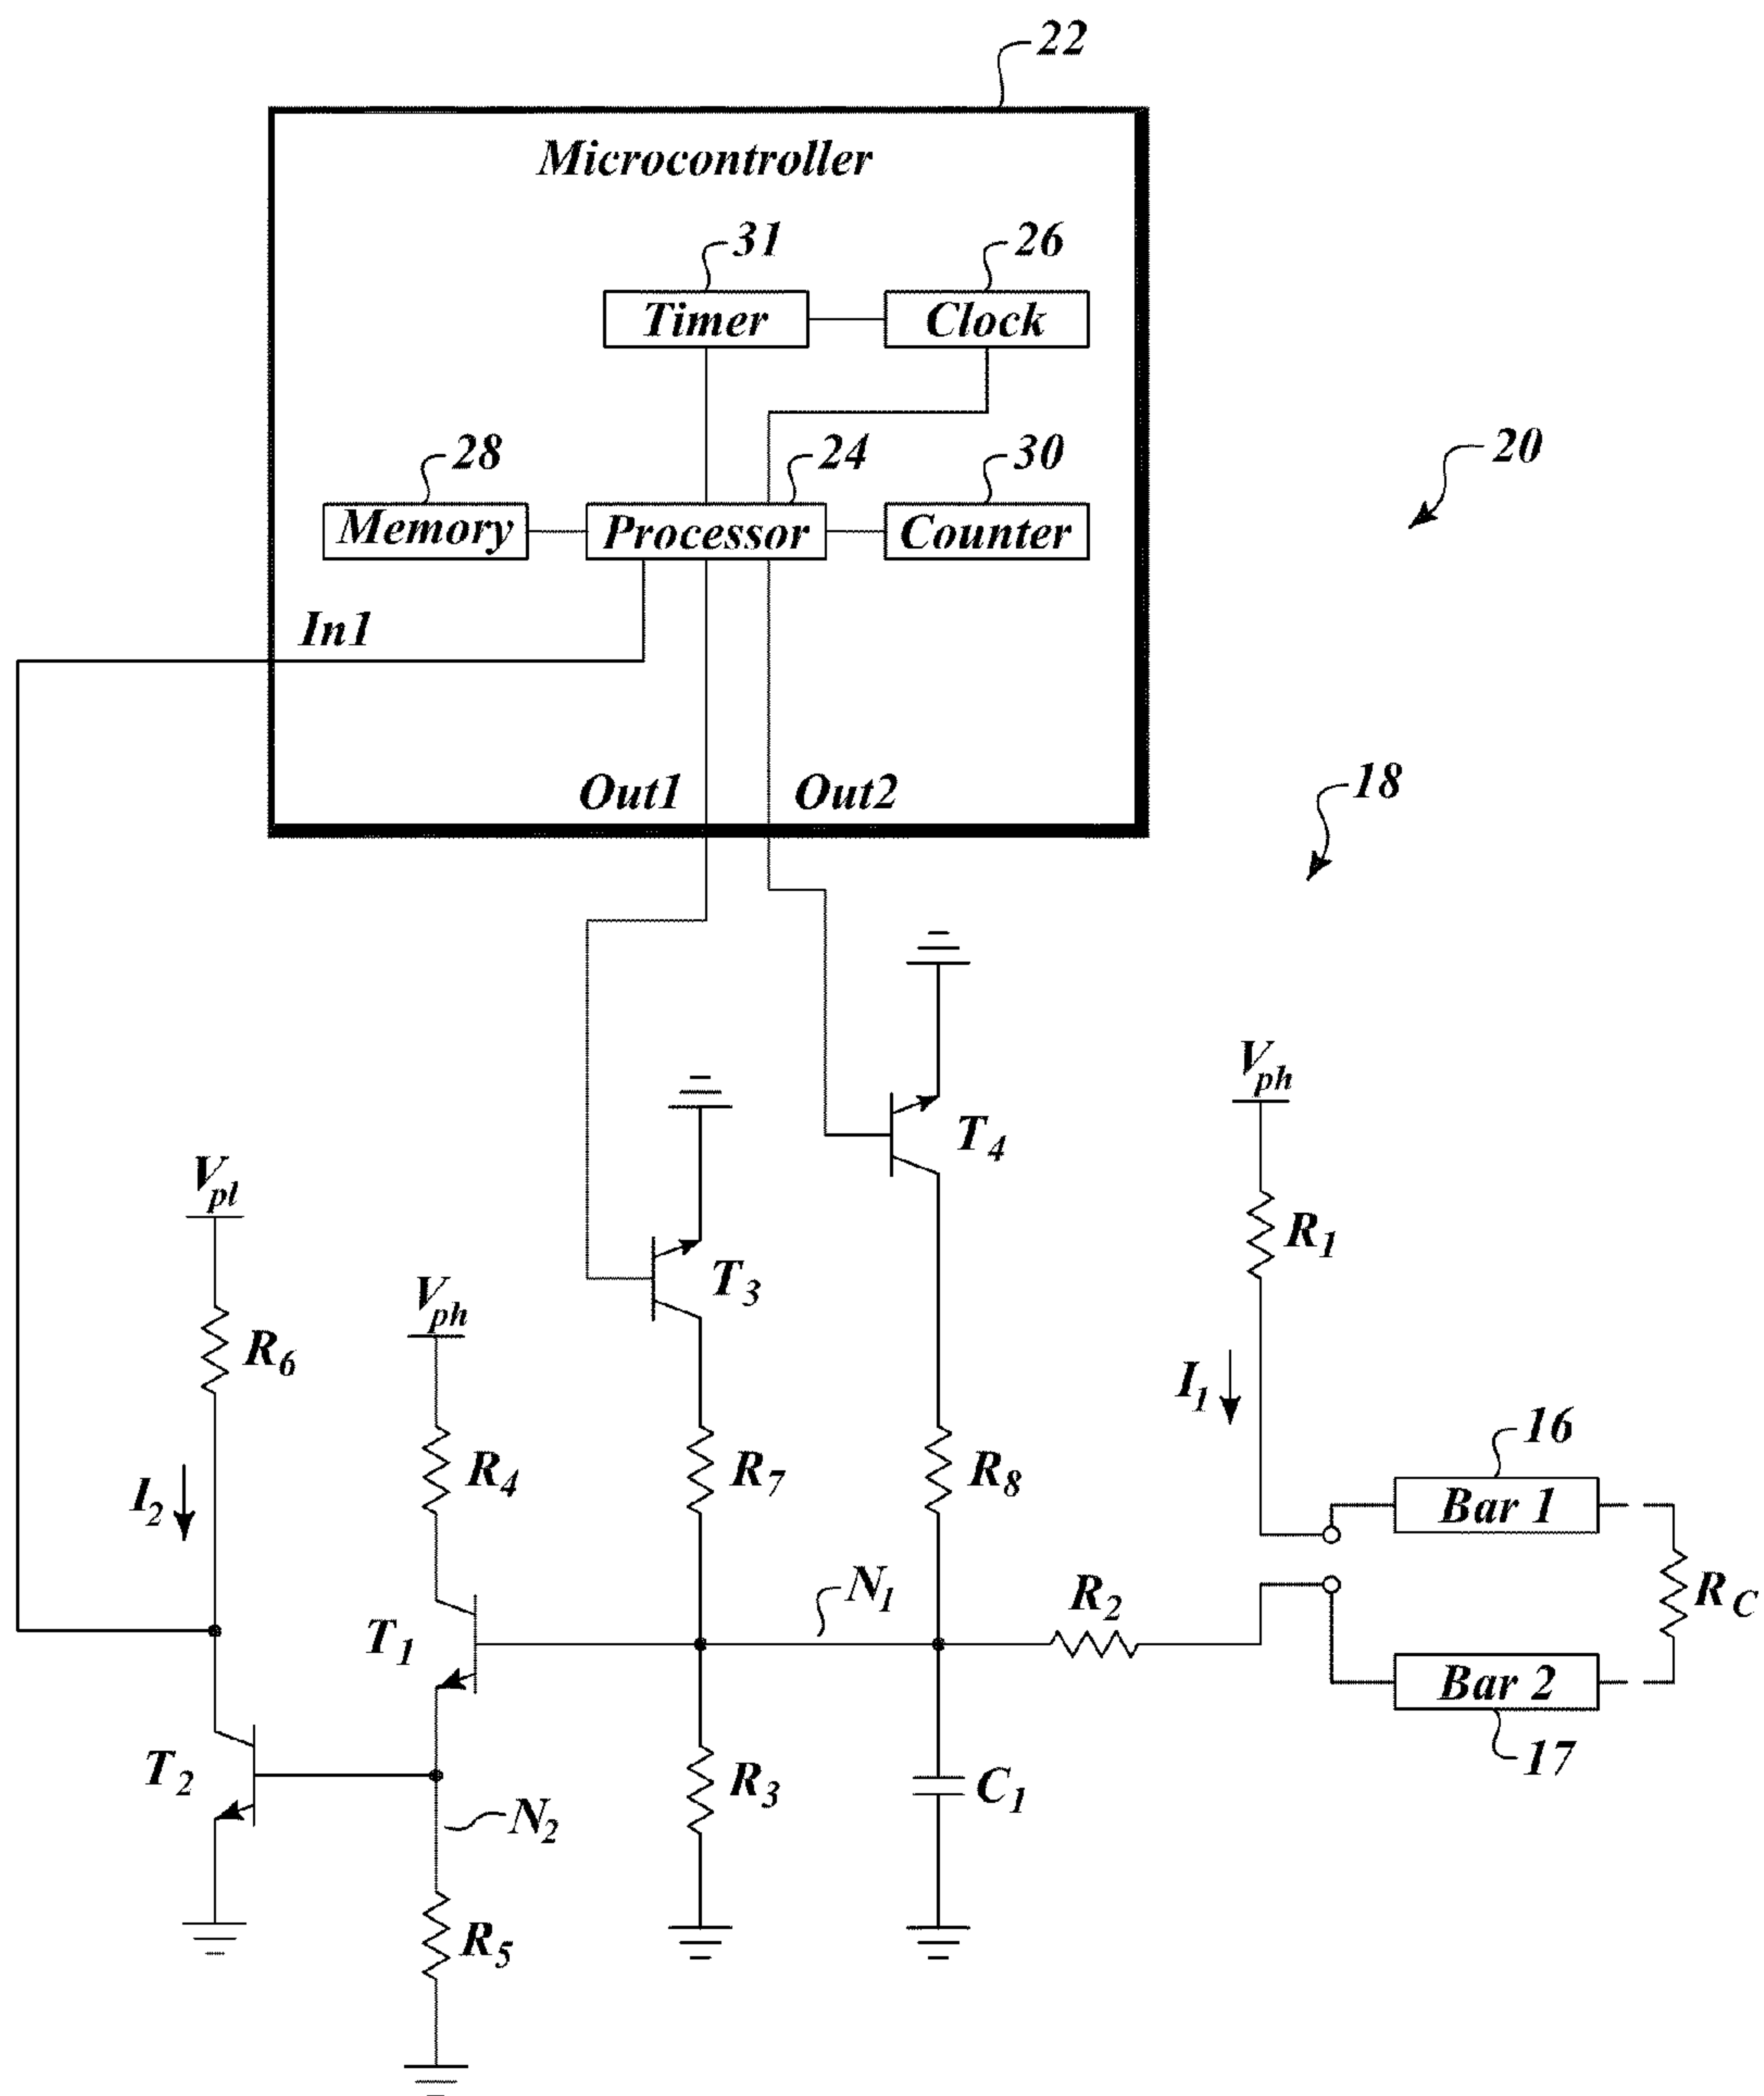 22
Microcontroller
31
26
Timer
Clock
28
24
30
20
Memory
Processor
Counter
In1
Out1
Out2
18
Vph
T4
Vpl
R1
T3
Vph
R6
I1
16
R4
R7
R8
Bar 1
I2
N1
R2
RC
T1
Bar 2
T2
R3
C1
17
N2
R5